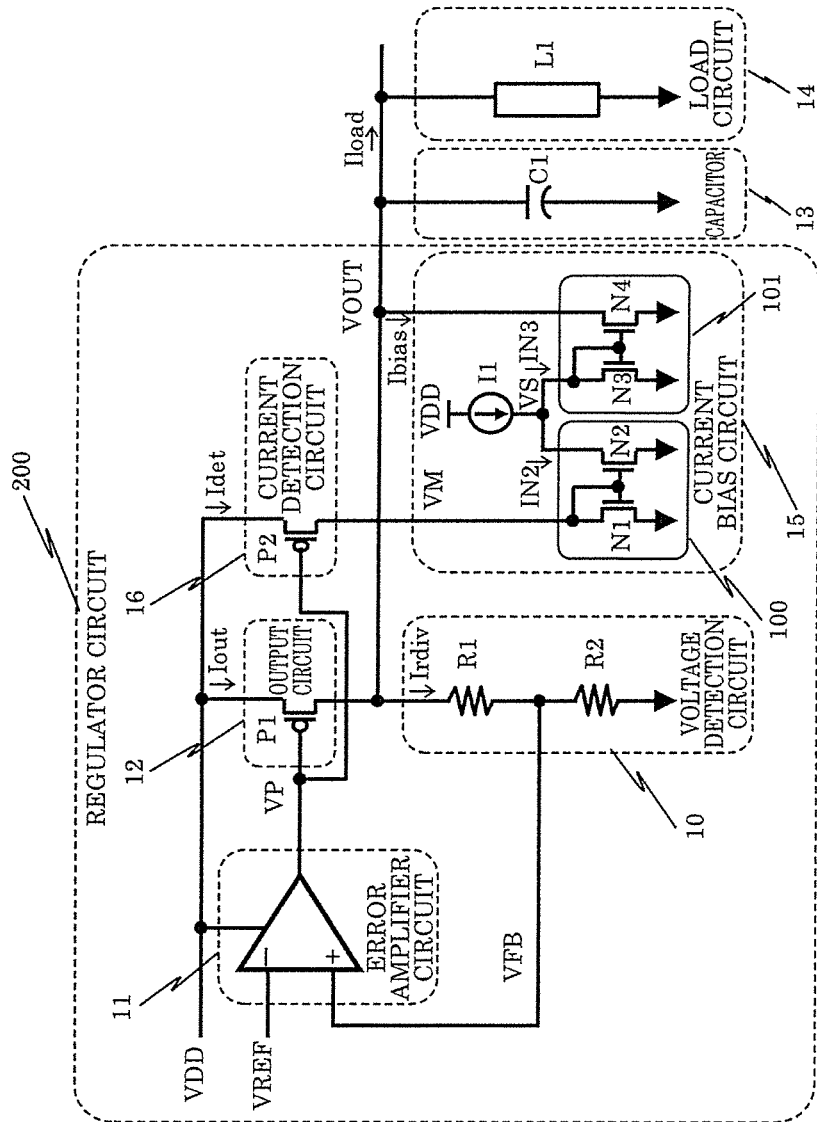 200
REGULATOR CIRCUIT
11
VDD
VREF
ERROR
AMPLIFIER
CIRCUIT
VP
VFB
12
Iout
P1
OUTPUT
CIRCUIT
16
Idet
P2
CURRENT
DETECTION
CIRCUIT
VM
VOUT
Ibias
Iload
Irdiv
R1
R2
VOLTAGE
DETECTION
CIRCUIT
10
VDD
I1
VS
IN2
IN3
N1
N2
N3
N4
100
101
CURRENT
BIAS CIRCUIT
15
C1
CAPACITOR
13
L1
LOAD
CIRCUIT
14